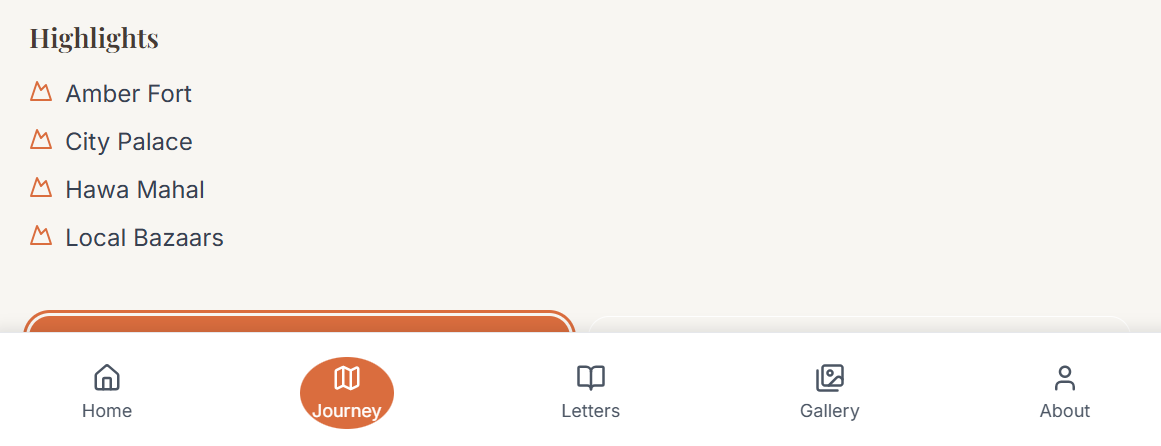 Highlights
Amber Fort
City Palace
Hawa Mahal
Local Bazaars
Home
Journey
Letters
Gallery
About